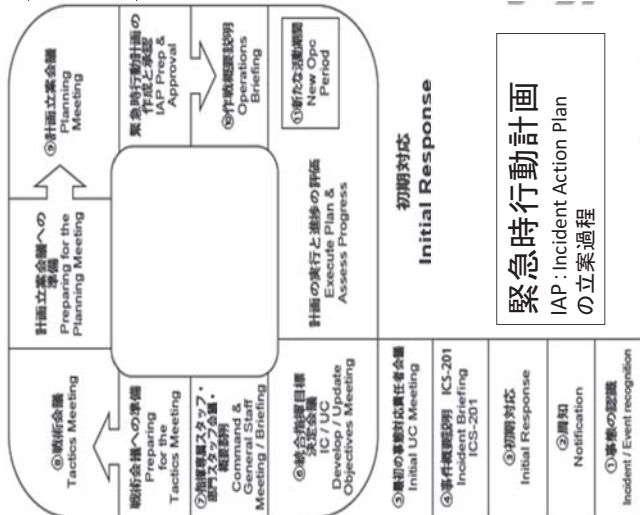 緊急時行動計画
IAP:Incident Action Plan
の立案過程
初期対応
Initial Response
①事態の認識
Incident / Event recognition
②周知
Notification
③初期対応
Initial Response
④事件概要説明 ICS-201
Incident Briefing
ICS-201
⑤最初の事態対応責任者会議
Initial UC Meeting
⑥統合指揮目標
決定会議
IC / UC
Develop / Update
Objectives Meeting
⑦指揮専属スタッフ・
部門スタッフ会議・
概要説明
Command &
General Staff
Meeting / Briefing
戦術会議への準備
Preparing
for the
Tactics Meeting
⑧戦術会議
Tactics Meeting
計画立案会議への
準備
Preparing for the
Planning Meeting
⑨計画立案会議
Planning
Meeting
緊急時行動計画の
作成と承認
IAP Prep &
Approval
⑩作戦概要説明
Operations
Briefing
⑪新たな活動期間
New Opc
Period
計画の実行と進捗の評価
Execute Plan &
Assess Progress